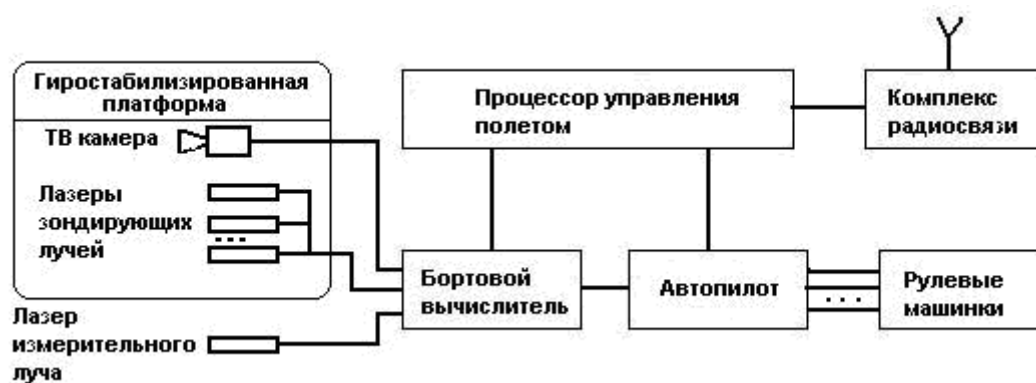 Гиростабилизированная
платформа
ТВ камера
Лазеры
зондирующих
лучей
Лазер
измерительного
луча
Процессор управления
полетом
Комплекс
радиосвязи
Бортовой
вычислитель
Автопилот
Рулевые
машинки